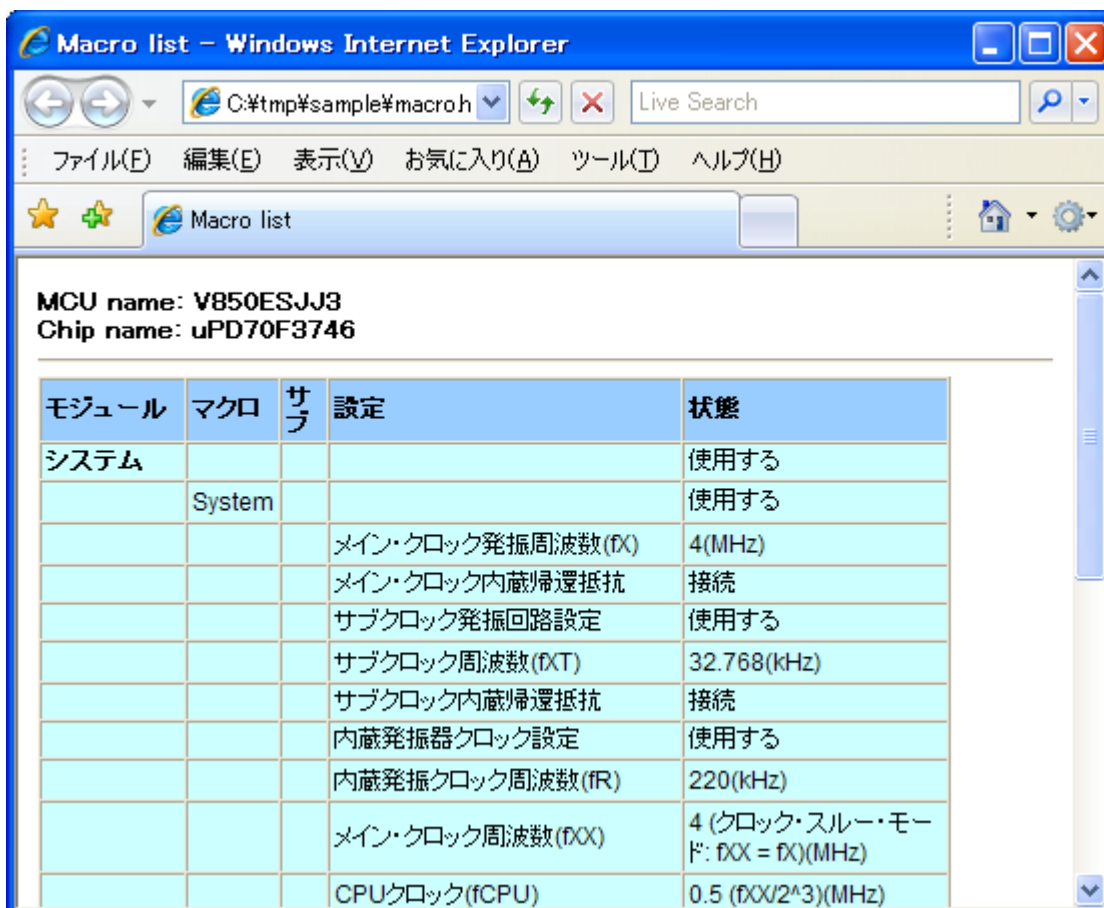 Macro list - Windows Internet Explorer
C:¥tmp¥sample¥macro.h
Live Search
ファイル(F) 編集(E) 表示(V) お気に入り(A) ツール(T) ヘルプ(H)
Macro list
MCU name: V850ESJJ3
Chip name: uPD70F3746
モジュール マクロ サブ 設定 状態
システム 使用する
System 使用する
メイン・クロック発振周波数(fX) 4(MHz)
メイン・クロック内蔵帰還抵抗 接続
サブクロック発振回路設定 使用する
サブクロック周波数(fXT) 32.768(kHz)
サブクロック内蔵帰還抵抗 接続
内蔵発振器クロック設定 使用する
内蔵発振クロック周波数(fR) 220(kHz)
メイン・クロック周波数(fXX) 4 (クロック・スルー・モー
ド: fXX = fX)(MHz)
CPUクロック(fCPU) 0.5 (fXX/2^3)(MHz)